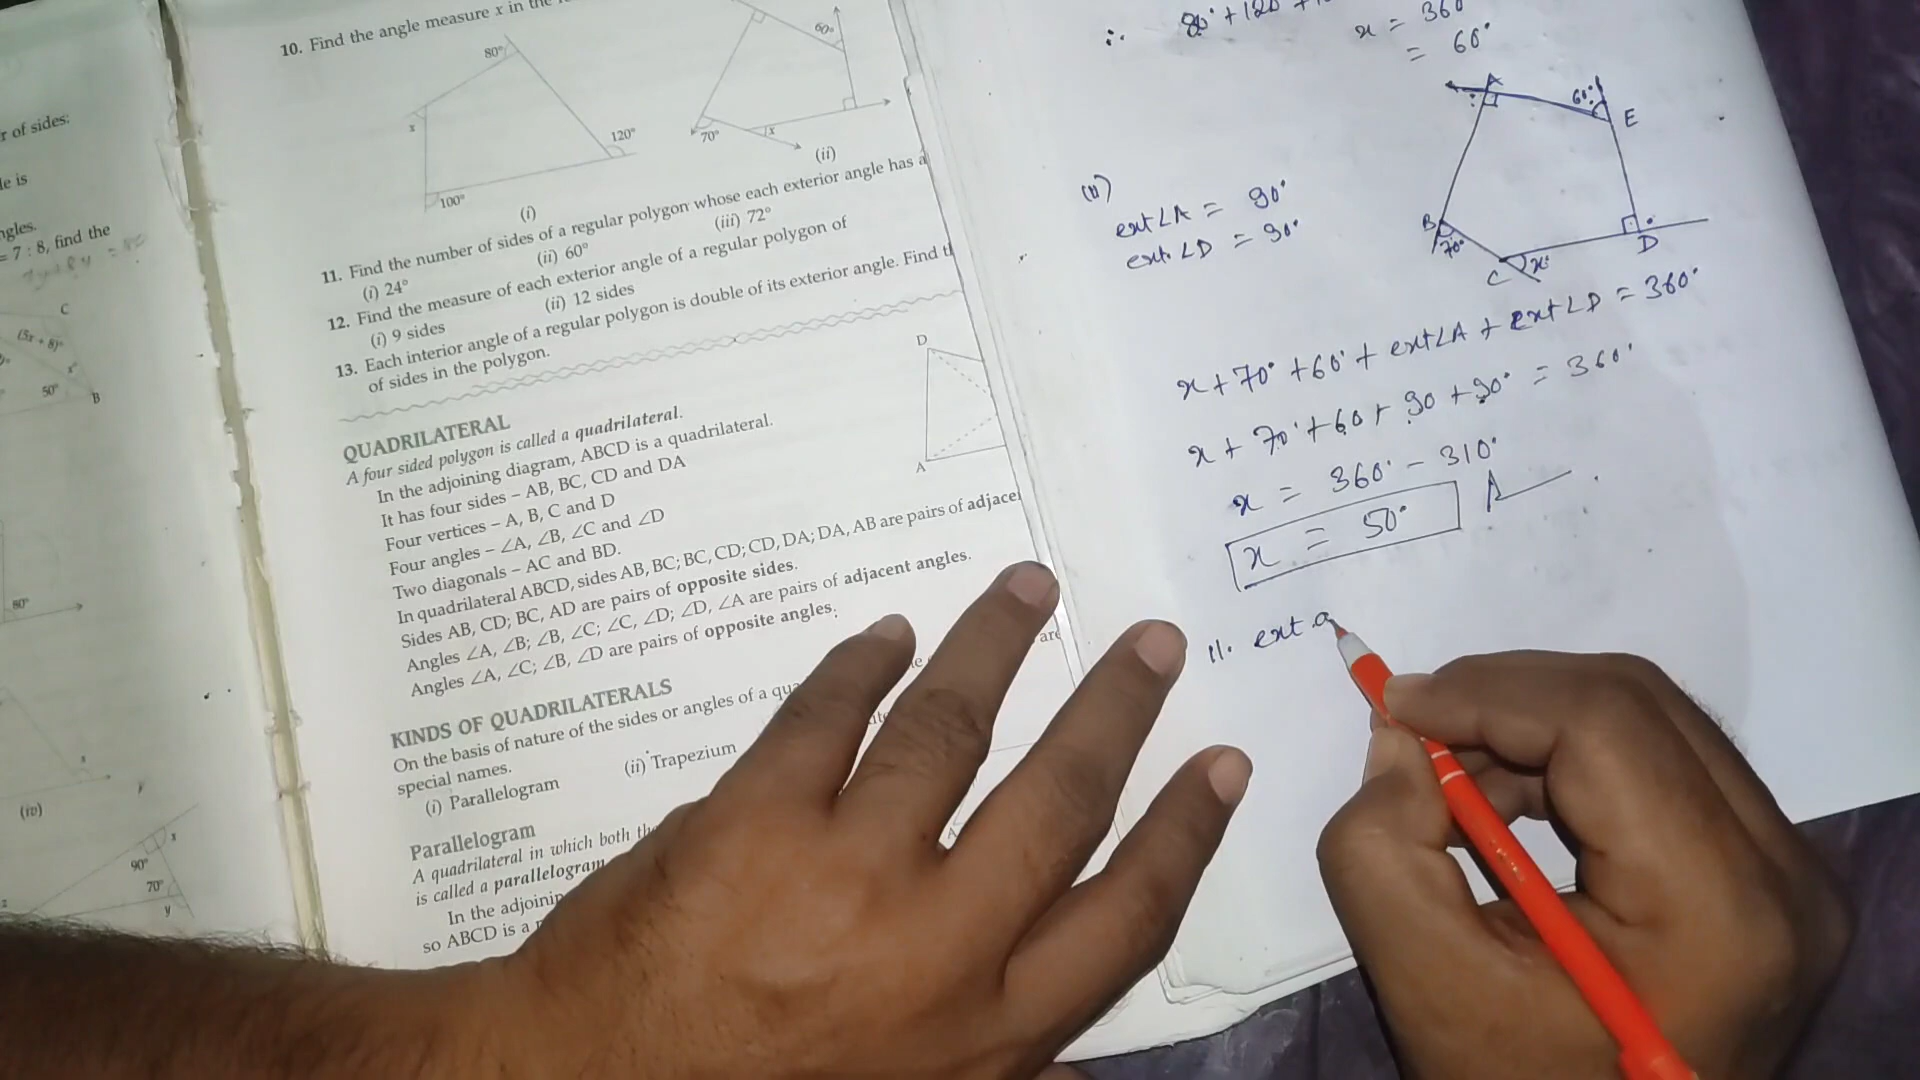 r of sides:
le is
ngles.
= 7 : 8, find the
C
(5x + 8)°
x°
50°
B
80°
x
(iv)
y
90°
x
70°
y
10. Find the angle measure x in the
80°
x
120°
100°
(i)
60°
70°
x
(ii)
11. Find the number of sides of a regular polygon whose each exterior angle has a
(i) 24°
(ii) 60°
(iii) 72°
12. Find the measure of each exterior angle of a regular polygon of
(i) 9 sides
(ii) 12 sides
13. Each interior angle of a regular polygon is double of its exterior angle. Find t
of sides in the polygon.
QUADRILATERAL
A four sided polygon is called a quadrilateral.
In the adjoining diagram, ABCD is a quadrilateral.
It has four sides – AB, BC, CD and DA
Four vertices – A, B, C and D
Four angles – ∠A, ∠B, ∠C and ∠D
Two diagonals – AC and BD.
In quadrilateral ABCD, sides AB, BC; BC, CD; CD, DA; DA, AB are pairs of adjace
Sides AB, CD; BC, AD are pairs of opposite sides.
Angles ∠A, ∠B; ∠B, ∠C; ∠C, ∠D; ∠D, ∠A are pairs of adjacent angles.
Angles ∠A, ∠C; ∠B, ∠D are pairs of opposite angles.
D
A
KINDS OF QUADRILATERALS
On the basis of nature of the sides or angles of a qua
special names.
(i) Parallelogram
(ii) Trapezium
are
A
Parallelogram
A quadrilateral in which both th
is called a parallelogram
In the adjoinin
so ABCD is a
x = 360
= 60°
A
60°
E
B
70°
C
x°
D
(ii)
ext∠A = 90°
ext.∠D = 90°
x + 70° + 60° + ext∠A + ext∠D = 360°
x + 70° + 60 + 90 + 90° = 360°
x = 360° – 310°
x = 50°
11. ext a